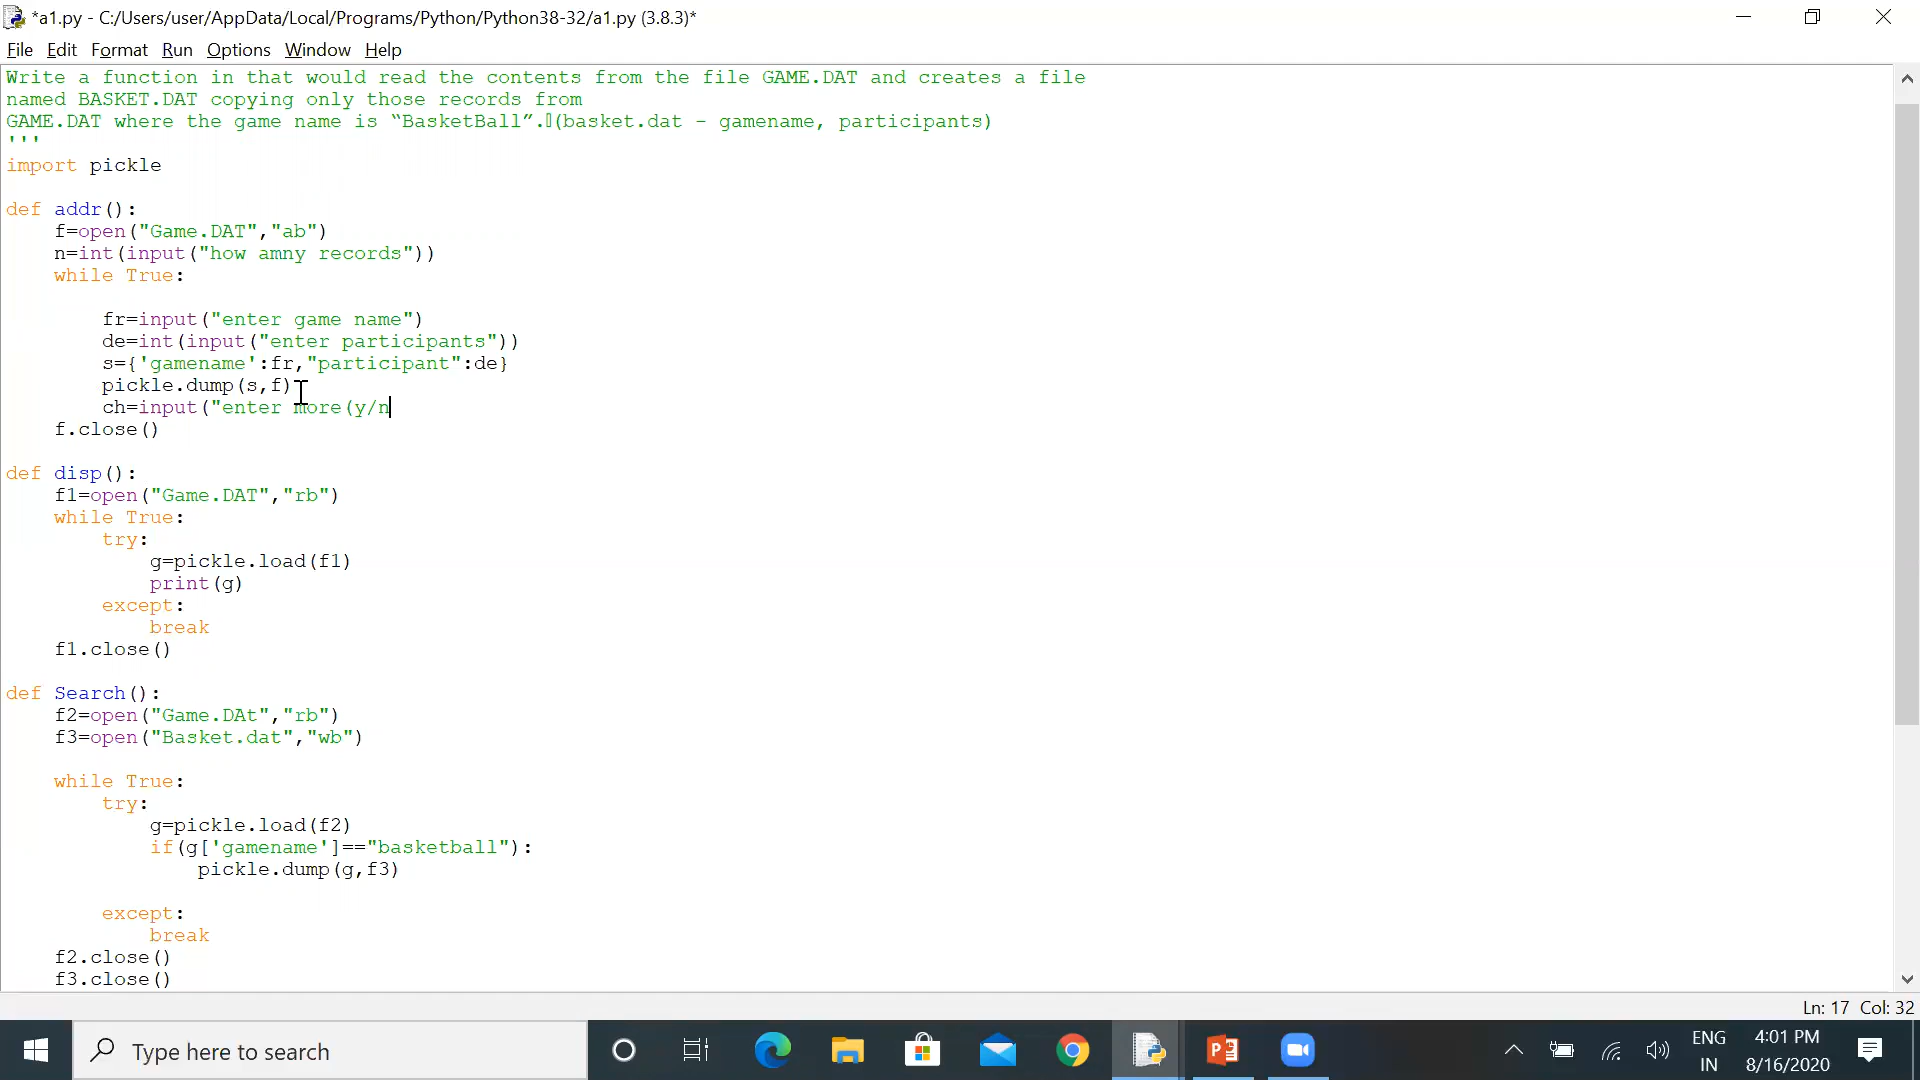 *a1.py - C:/Users/user/AppData/Local/Programs/Python/Python38-32/a1.py (3.8.3)*
File Edit Format Run Options Window Help
Write a function in that would read the contents from the file GAME.DAT and creates a file
named BASKET.DAT copying only those records from
GAME.DAT where the game name is “BasketBall”.(basket.dat - gamename, participants)
'''
import pickle
def addr():
    f=open("Game.DAT","ab")
    n=int(input("how amny records"))
    while True:
        fr=input("enter game name")
        de=int(input("enter participants"))
        s={'gamename':fr,"participant":de}
        pickle.dump(s,f)
        ch=input("enter more(y/n
    f.close()
def disp():
    f1=open("Game.DAT","rb")
    while True:
        try:
            g=pickle.load(f1)
            print(g)
        except:
            break
    f1.close()
def Search():
    f2=open("Game.DAt","rb")
    f3=open("Basket.dat","wb")
    while True:
        try:
            g=pickle.load(f2)
            if(g['gamename']=="basketball"):
                pickle.dump(g,f3)
        except:
            break
    f2.close()
    f3.close()
Ln: 17 Col: 32
Type here to search
ENG
IN
4:01 PM
8/16/2020